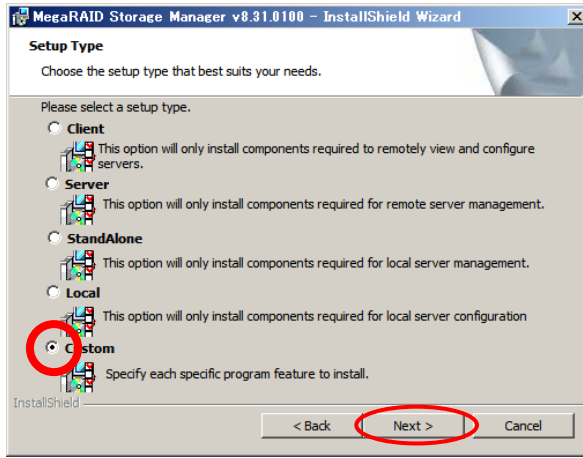 MegaRAID Storage Manager v8.31.0100 - InstallShield Wizard
Setup Type
Choose the setup type that best suits your needs.
Please select a setup type.
Client
This option will only install components required to remotely view and configure
servers.
Server
This option will only install components required for remote server management.
StandAlone
This option will only install components required for local server management.
Local
This option will only install components required for local server configuration
Custom
Specify each specific program feature to install.
InstallShield
< Back Next > Cancel